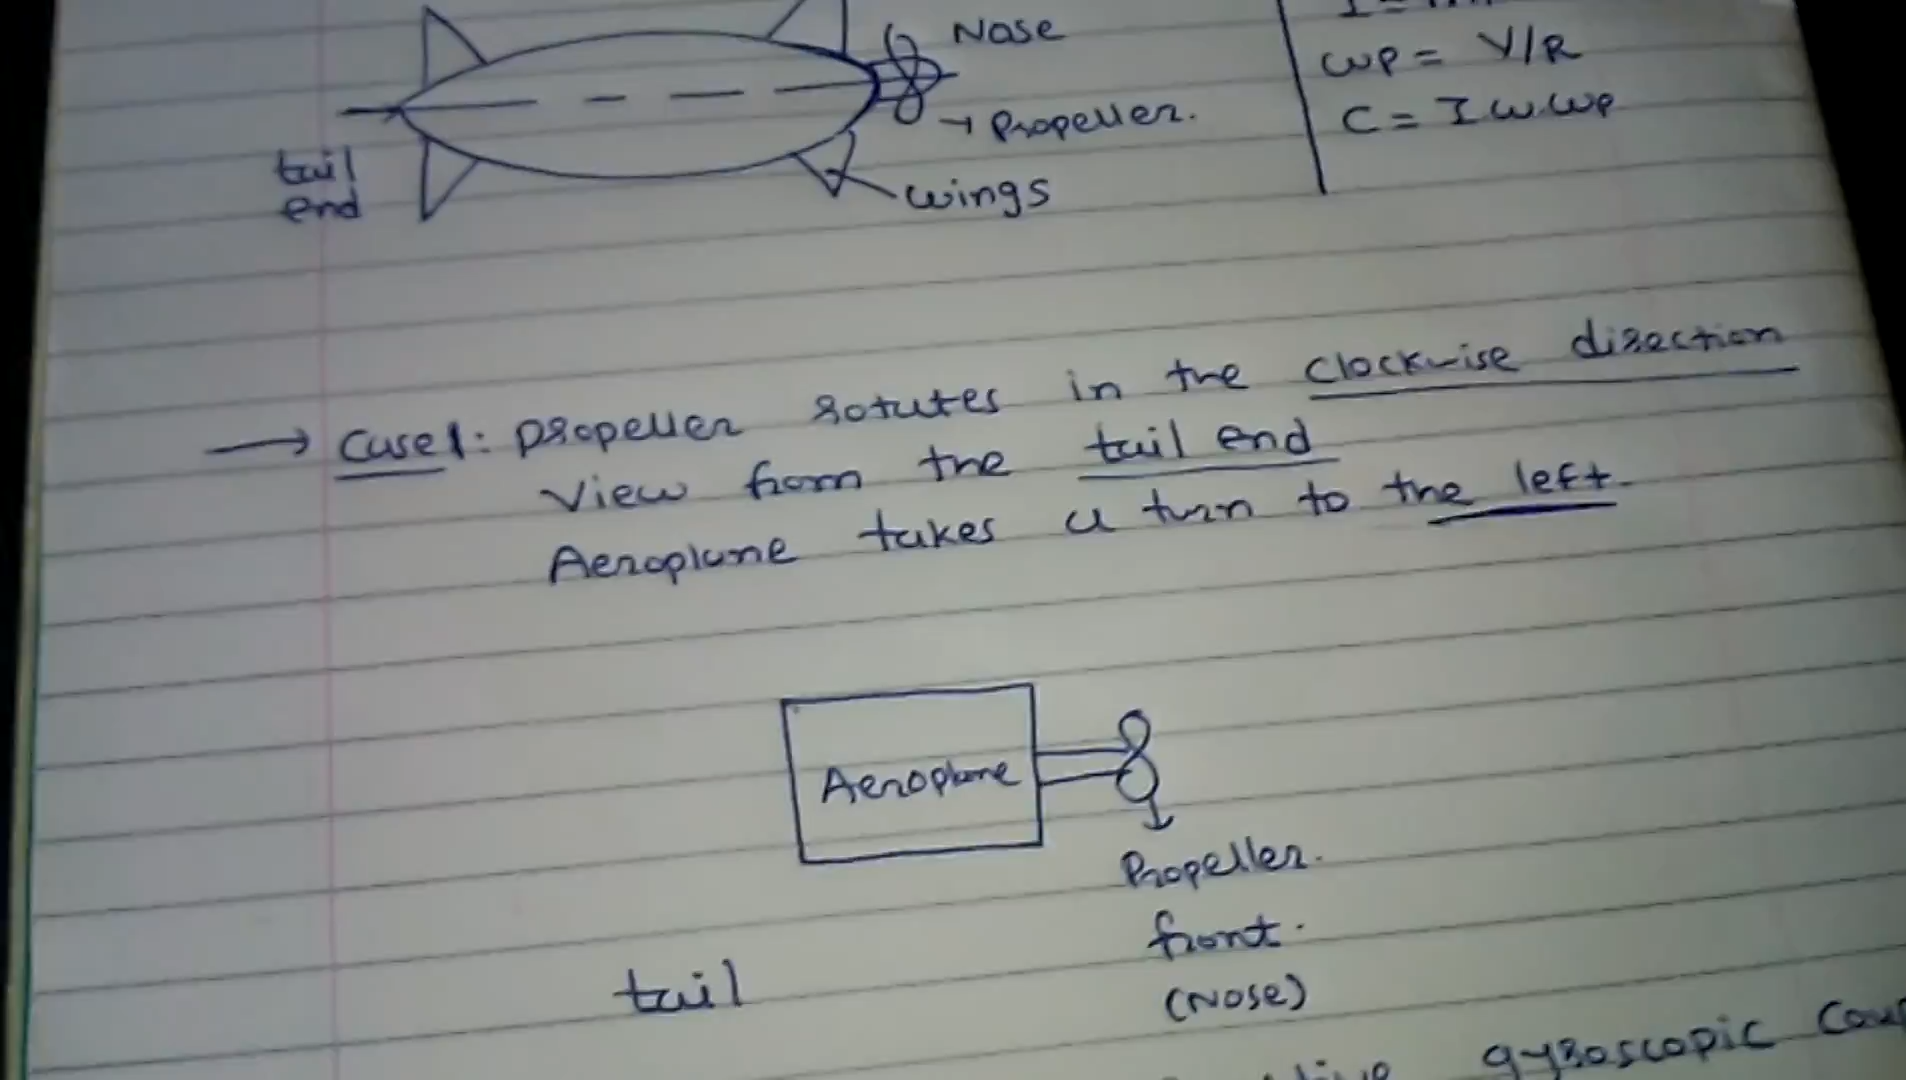 Nose
Propeller.
tail
end
wings
ωp = V/R
C = I ω. ωp
→ Case 1: propeller rotates in the clockwise direction
view from the tail end
Aeroplane takes a turn to the left.
Aeroplane
Propeller.
front.
(Nose)
tail
gyroscopic